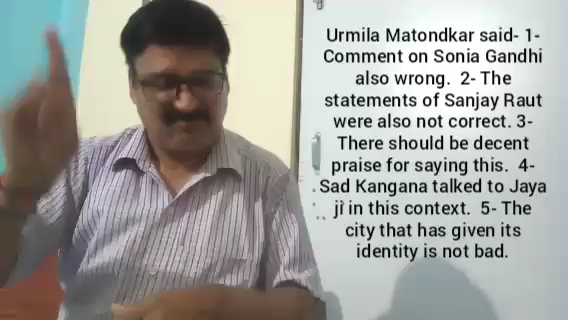 Urmila Matondkar said- 1-
Comment on Sonia Gandhi
also wrong. 2- The
statements of Sanjay Raut
were also not correct. 3-
There should be decent
praise for saying this. 4-
Sad Kangana talked to Jaya
ji in this context. 5- The
city that has given its
identity is not bad.